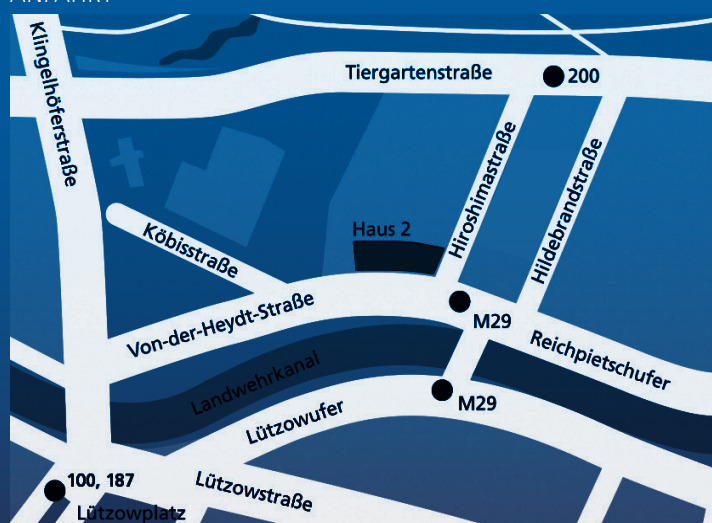 ANFAHRT
Klingelhöferstraße
Tiergartenstraße
200
Hiroshimastraße
Hildebrandstraße
Köbisstraße
Haus 2
Von-der-Heydt-Straße
M29
Reichpietschufer
Landwehrkanal
Lützowufer
M29
100, 187
Lützowstraße
Lützowplatz